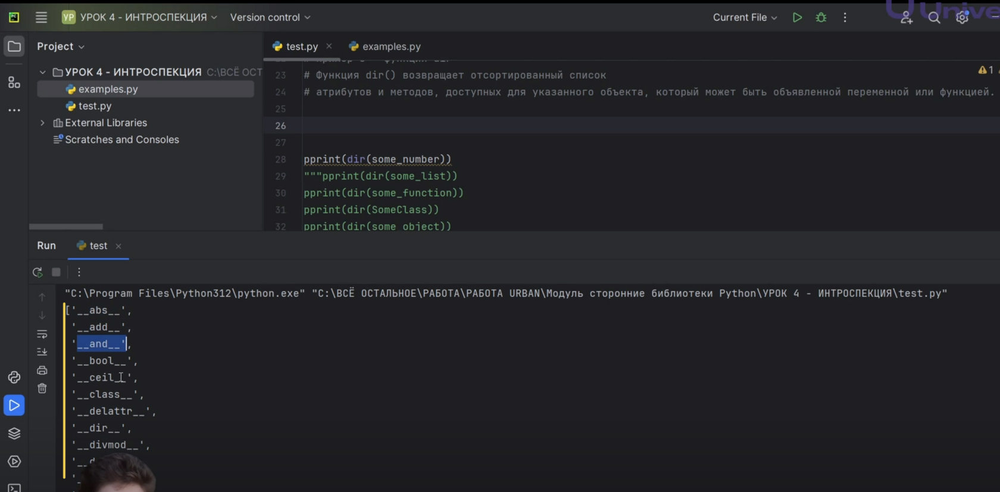 УР УРОК 4 - ИНТРОСПЕКЦИЯ Version control Current File
Project
УРОК 4 - ИНТРОСПЕКЦИЯ C:\ВСЁ ОСТ
examples.py
test.py
External Libraries
Scratches and Consoles
test.py examples.py
23 # Функция dir() возвращает отсортированный список
24 # атрибутов и методов, доступных для указанного объекта, который может быть объявленной переменной или функцией.
25
26
27
28 pprint(dir(some_number))
29 """pprint(dir(some_list))
30 pprint(dir(some_function))
31 pprint(dir(SomeClass))
32 pprint(dir(some_object))
1
Run test
"C:\Program Files\Python312\python.exe" "C:\ВСЁ ОСТАЛЬНОЕ\РАБОТА\РАБОТА URBAN\Модуль сторонние библиотеки Python\УРОК 4 - ИНТРОСПЕКЦИЯ\test.py"
['__abs__',
'__add__',
'__and__',
'__bool__',
'__ceil__',
'__class__',
'__delattr__',
'__dir__',
'__divmod__',